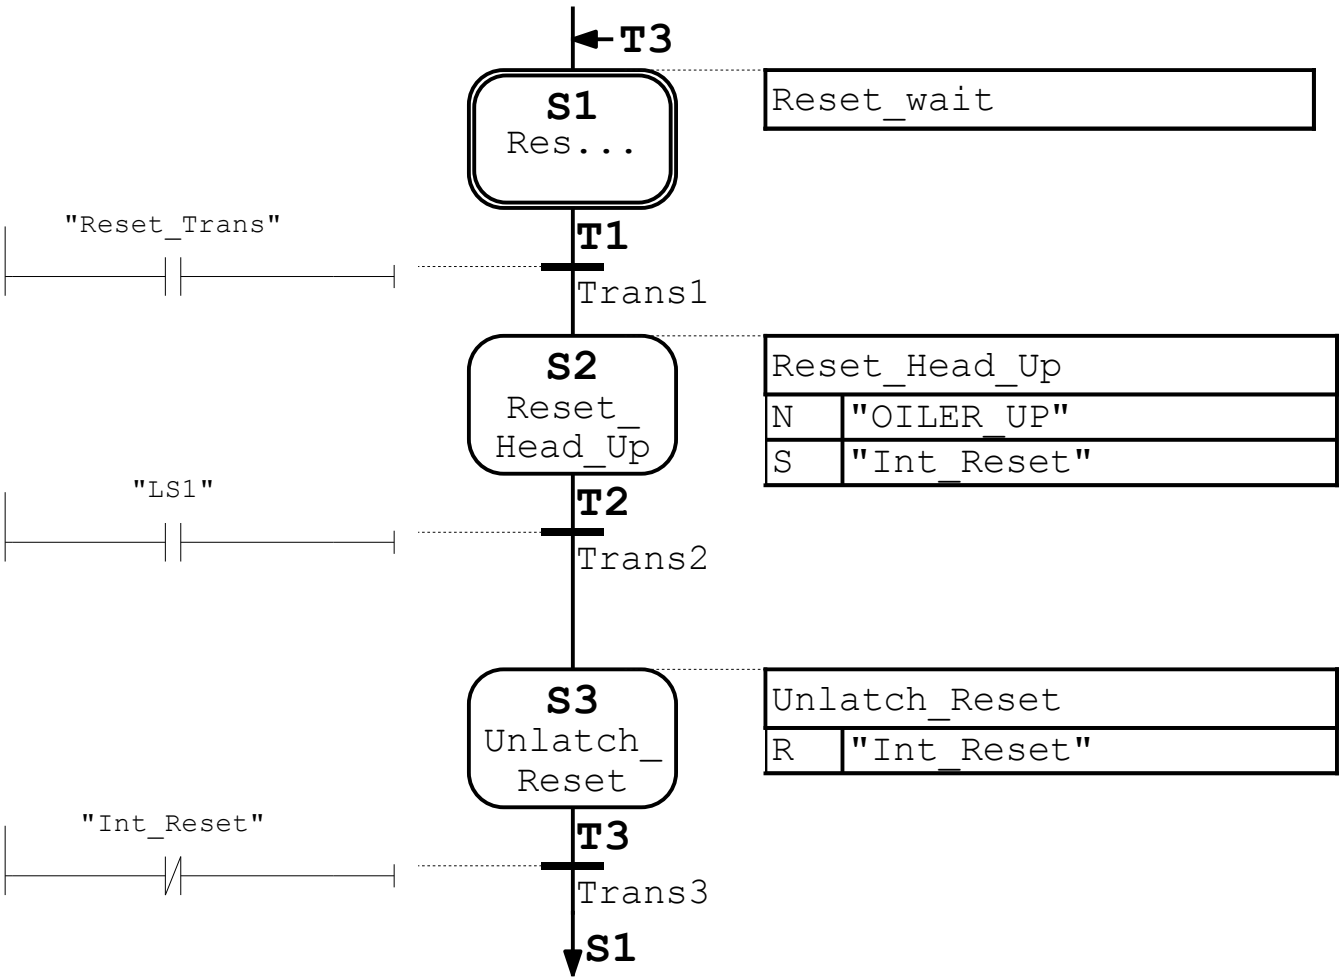 T3
S1
Res...
Reset_wait
"Reset_Trans"
T1
Trans1
S2
Reset_
Head_Up
Reset_Head_Up
N "OILER_UP"
S "Int_Reset"
"LS1"
T2
Trans2
S3
Unlatch_
Reset
Unlatch_Reset
R "Int_Reset"
"Int_Reset"
T3
Trans3
S1